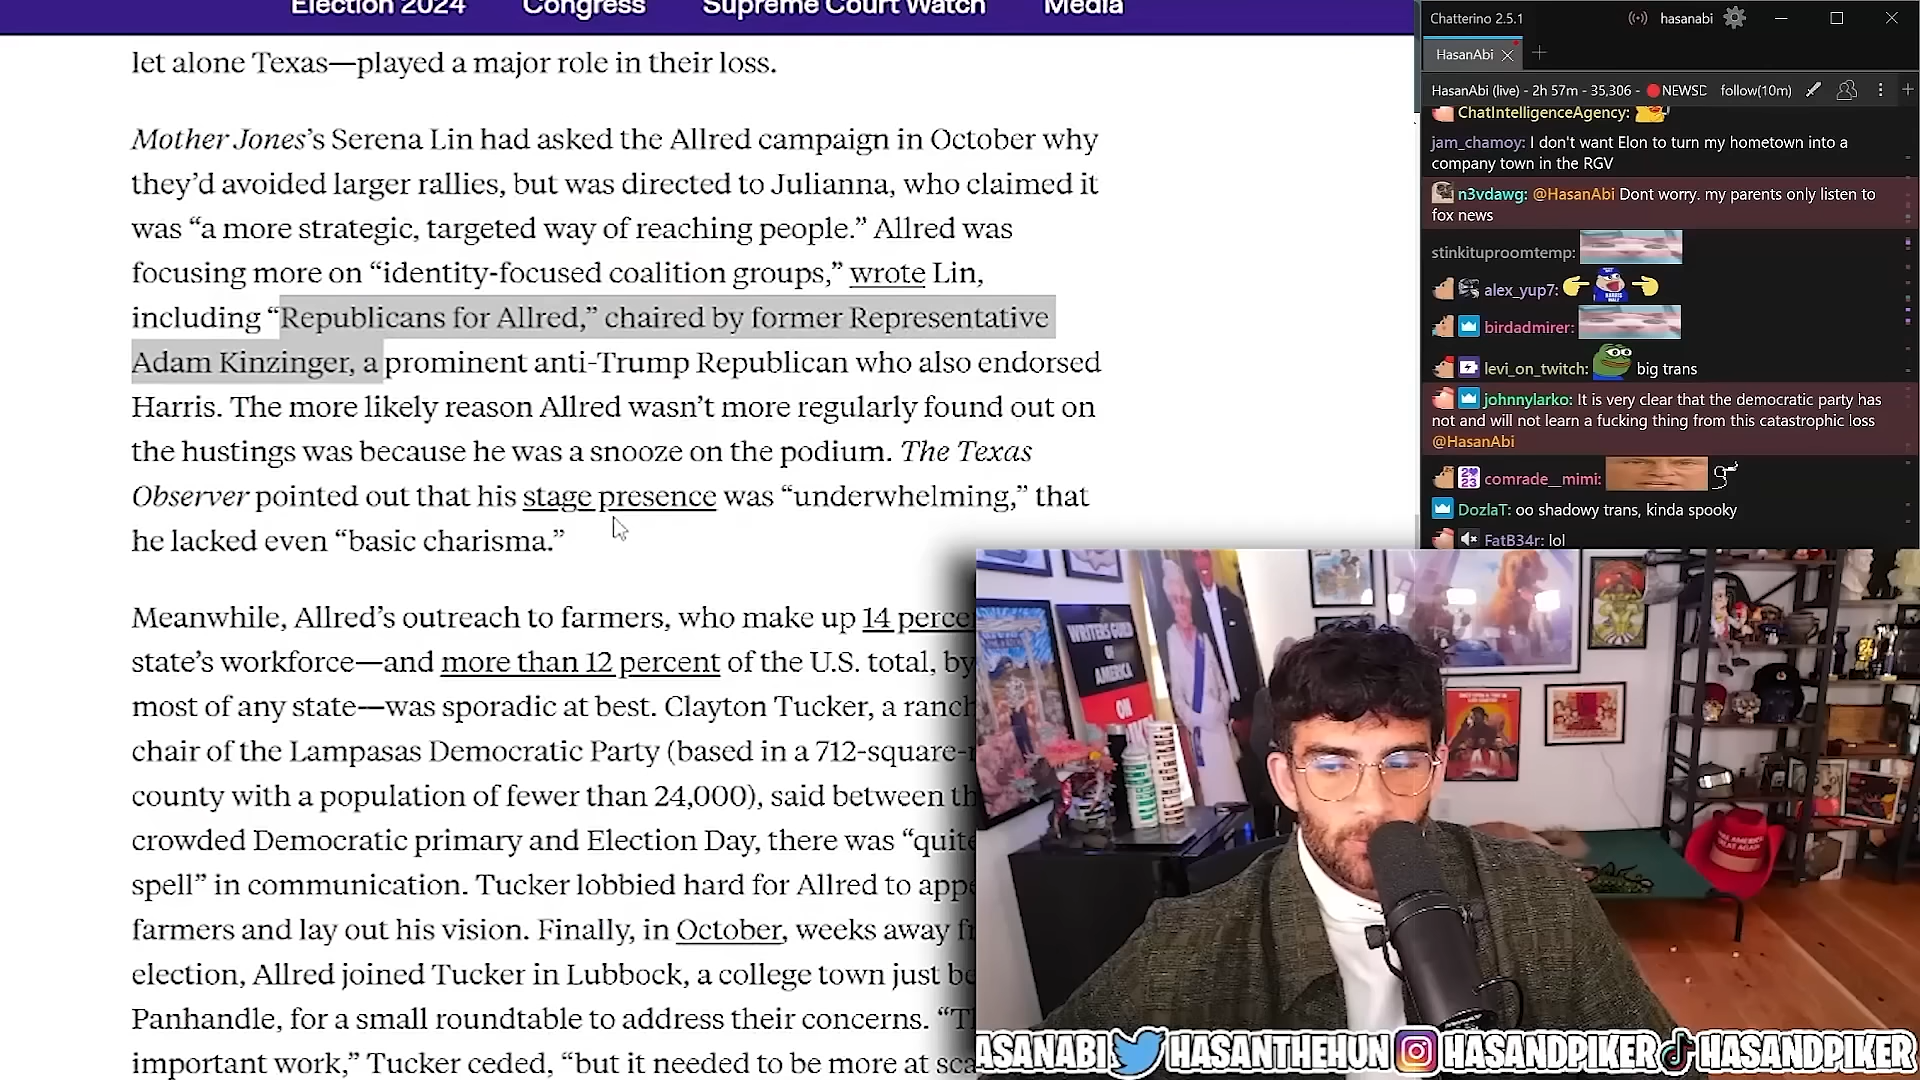 Election 2024 Congress Supreme Court Watch Media
let alone Texas—played a major role in their loss.
Mother Jones’s Serena Lin had asked the Allred campaign in October why
they’d avoided larger rallies, but was directed to Julianna, who claimed it
was “a more strategic, targeted way of reaching people.” Allred was
focusing more on “identity-focused coalition groups,” wrote Lin,
including “Republicans for Allred,” chaired by former Representative
Adam Kinzinger, a prominent anti-Trump Republican who also endorsed
Harris. The more likely reason Allred wasn’t more regularly found out on
the hustings was because he was a snooze on the podium. The Texas
Observer pointed out that his stage presence was “underwhelming,” that
he lacked even “basic charisma.”
Meanwhile, Allred’s outreach to farmers, who make up 14 perce
state’s workforce—and more than 12 percent of the U.S. total, by
most of any state—was sporadic at best. Clayton Tucker, a ranch
chair of the Lampasas Democratic Party (based in a 712-square-
county with a population of fewer than 24,000), said between th
crowded Democratic primary and Election Day, there was “quite
spell” in communication. Tucker lobbied hard for Allred to appe
farmers and lay out his vision. Finally, in October, weeks away f
election, Allred joined Tucker in Lubbock, a college town just be
Panhandle, for a small roundtable to address their concerns. “T
important work,” Tucker ceded, “but it needed to be more at sca
Chatterino 2.5.1 hasanabi
HasanAbi
HasanAbi (live) - 2h 57m - 35,306 - NEWSD follow(10m)
ChatIntelligenceAgency:
jam_chamoy: I don't want Elon to turn my hometown into a
company town in the RGV
n3vdawg: @HasanAbi Dont worry. my parents only listen to
fox news
stinkituproomtemp:
alex_yup7:
birdadmirer:
levi_on_twitch: big trans
johnnylarko: It is very clear that the democratic party has
not and will not learn a fucking thing from this catastrophic loss
@HasanAbi
comrade__mimi:
DozlaT: oo shadowy trans, kinda spooky
FatB34r: lol
WRITERS GUILD
OF
AMERICA
ON
ASANABI HASANTHEHUN HASANDPIKER HASANDPIKER